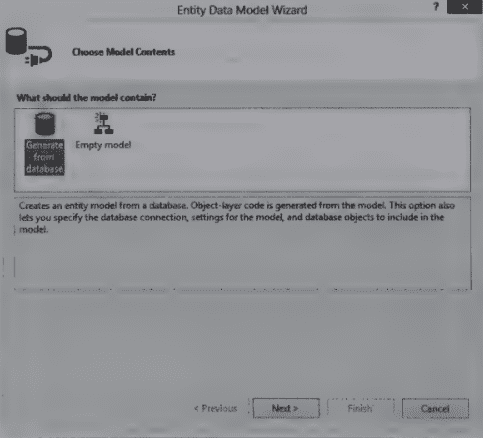 Entity Data Model Wizard
? ×
Choose Model Contents
What should the model contain?
Generate
from
database
Empty model
Creates an entity model from a database. Object-layer code is generated from the model. This option also
lets you specify the database connection, settings for the model, and database objects to include in the
model.
< Previous
Next >
Finish
Cancel